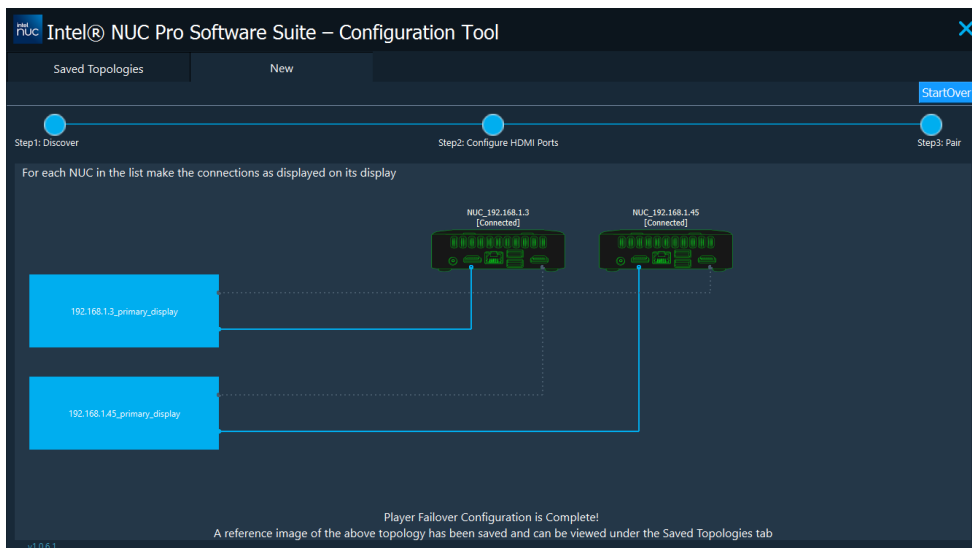 intel nuc Intel® NUC Pro Software Suite – Configuration Tool
Saved Topologies New
StartOver
Step1: Discover Step2: Configure HDMI Ports Step3: Pair
For each NUC in the list make the connections as displayed on its display
NUC_192.168.1.3 NUC_192.168.1.45
[Connected] [Connected]
192.168.1.3_primary_display
192.168.1.45_primary_display
Player Failover Configuration is Complete!
A reference image of the above topology has been saved and can be viewed under the Saved Topologies tab
v1.0.6.1